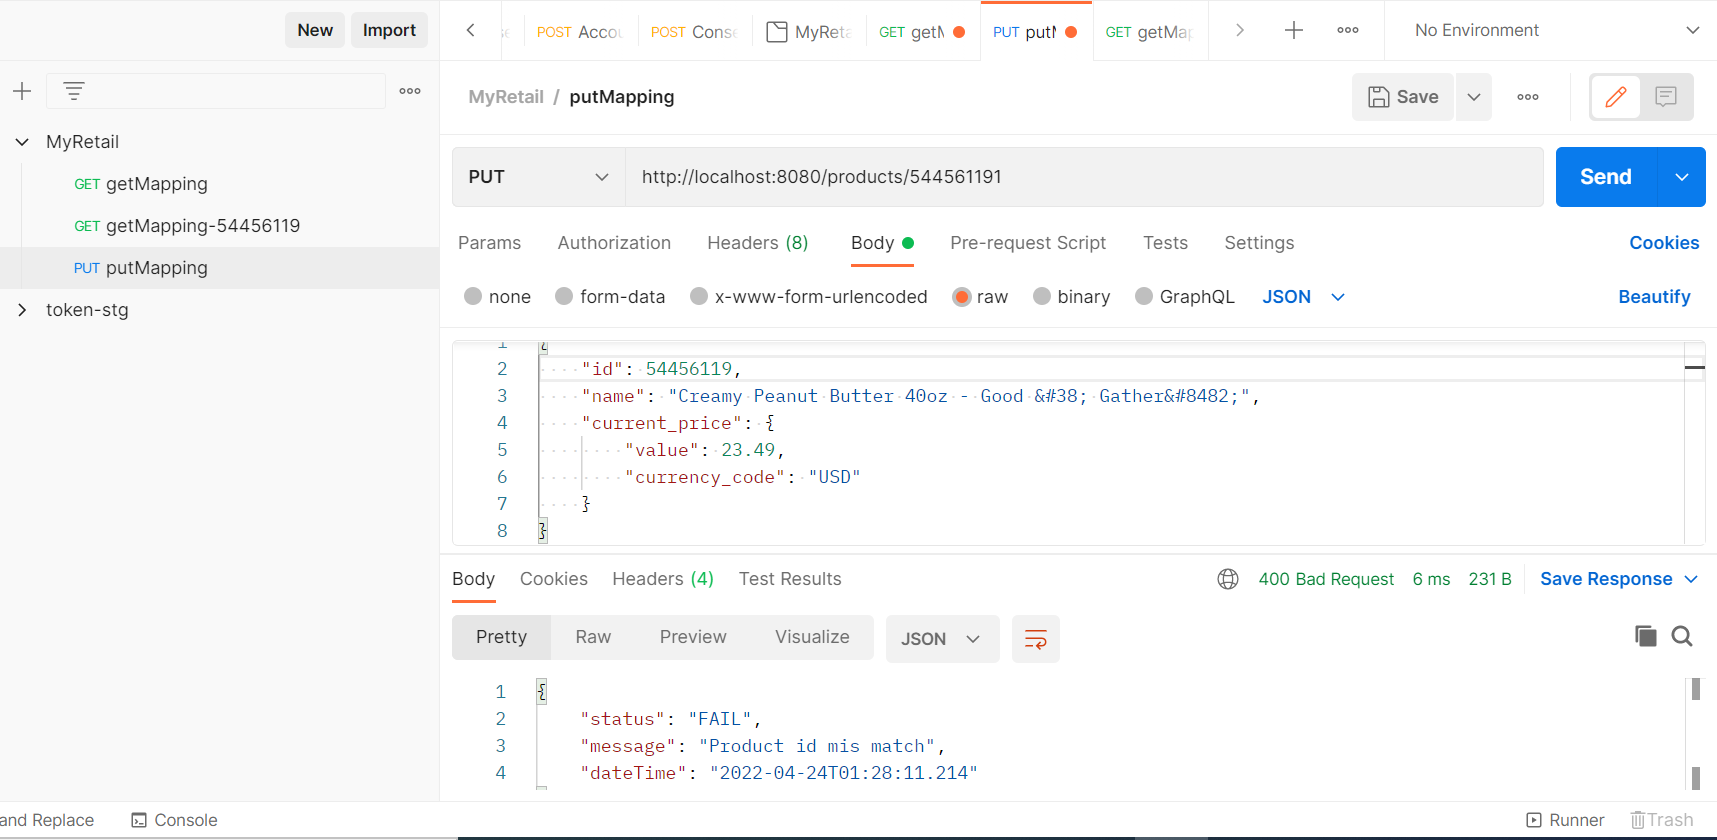 New Import
POST Accou POST Conse MyReta GET getM PUT putM GET getMap No Environment
MyRetail / putMapping Save
MyRetail
GET getMapping
GET getMapping-54456119
PUT putMapping
token-stg
PUT http://localhost:8080/products/544561191 Send
Params Authorization Headers (8) Body Pre-request Script Tests Settings Cookies
none form-data x-www-form-urlencoded raw binary GraphQL JSON Beautify
1 {
2 "id": 54456119,
3 "name": "Creamy Peanut Butter 40oz - Good &#38; Gather&#8482;",
4 "current_price": {
5 "value": 23.49,
6 "currency_code": "USD"
7 }
8 }
Body Cookies Headers (4) Test Results 400 Bad Request 6 ms 231 B Save Response
Pretty Raw Preview Visualize JSON
1 {
2 "status": "FAIL",
3 "message": "Product id mis match",
4 "dateTime": "2022-04-24T01:28:11.214"
and Replace Console Runner Trash